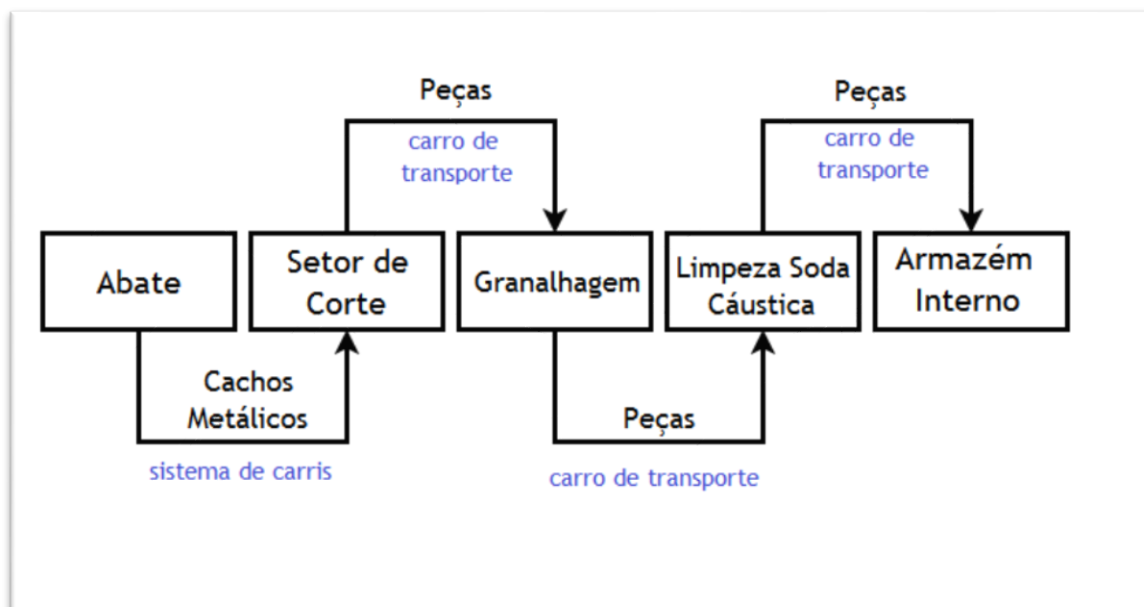 Peças
carro de
transporte
Peças
carro de
transporte
Abate
Setor de
Corte
Granalhagem
Limpeza Soda
Cáustica
Armazém
Interno
Cachos
Metálicos
sistema de carris
Peças
carro de transporte